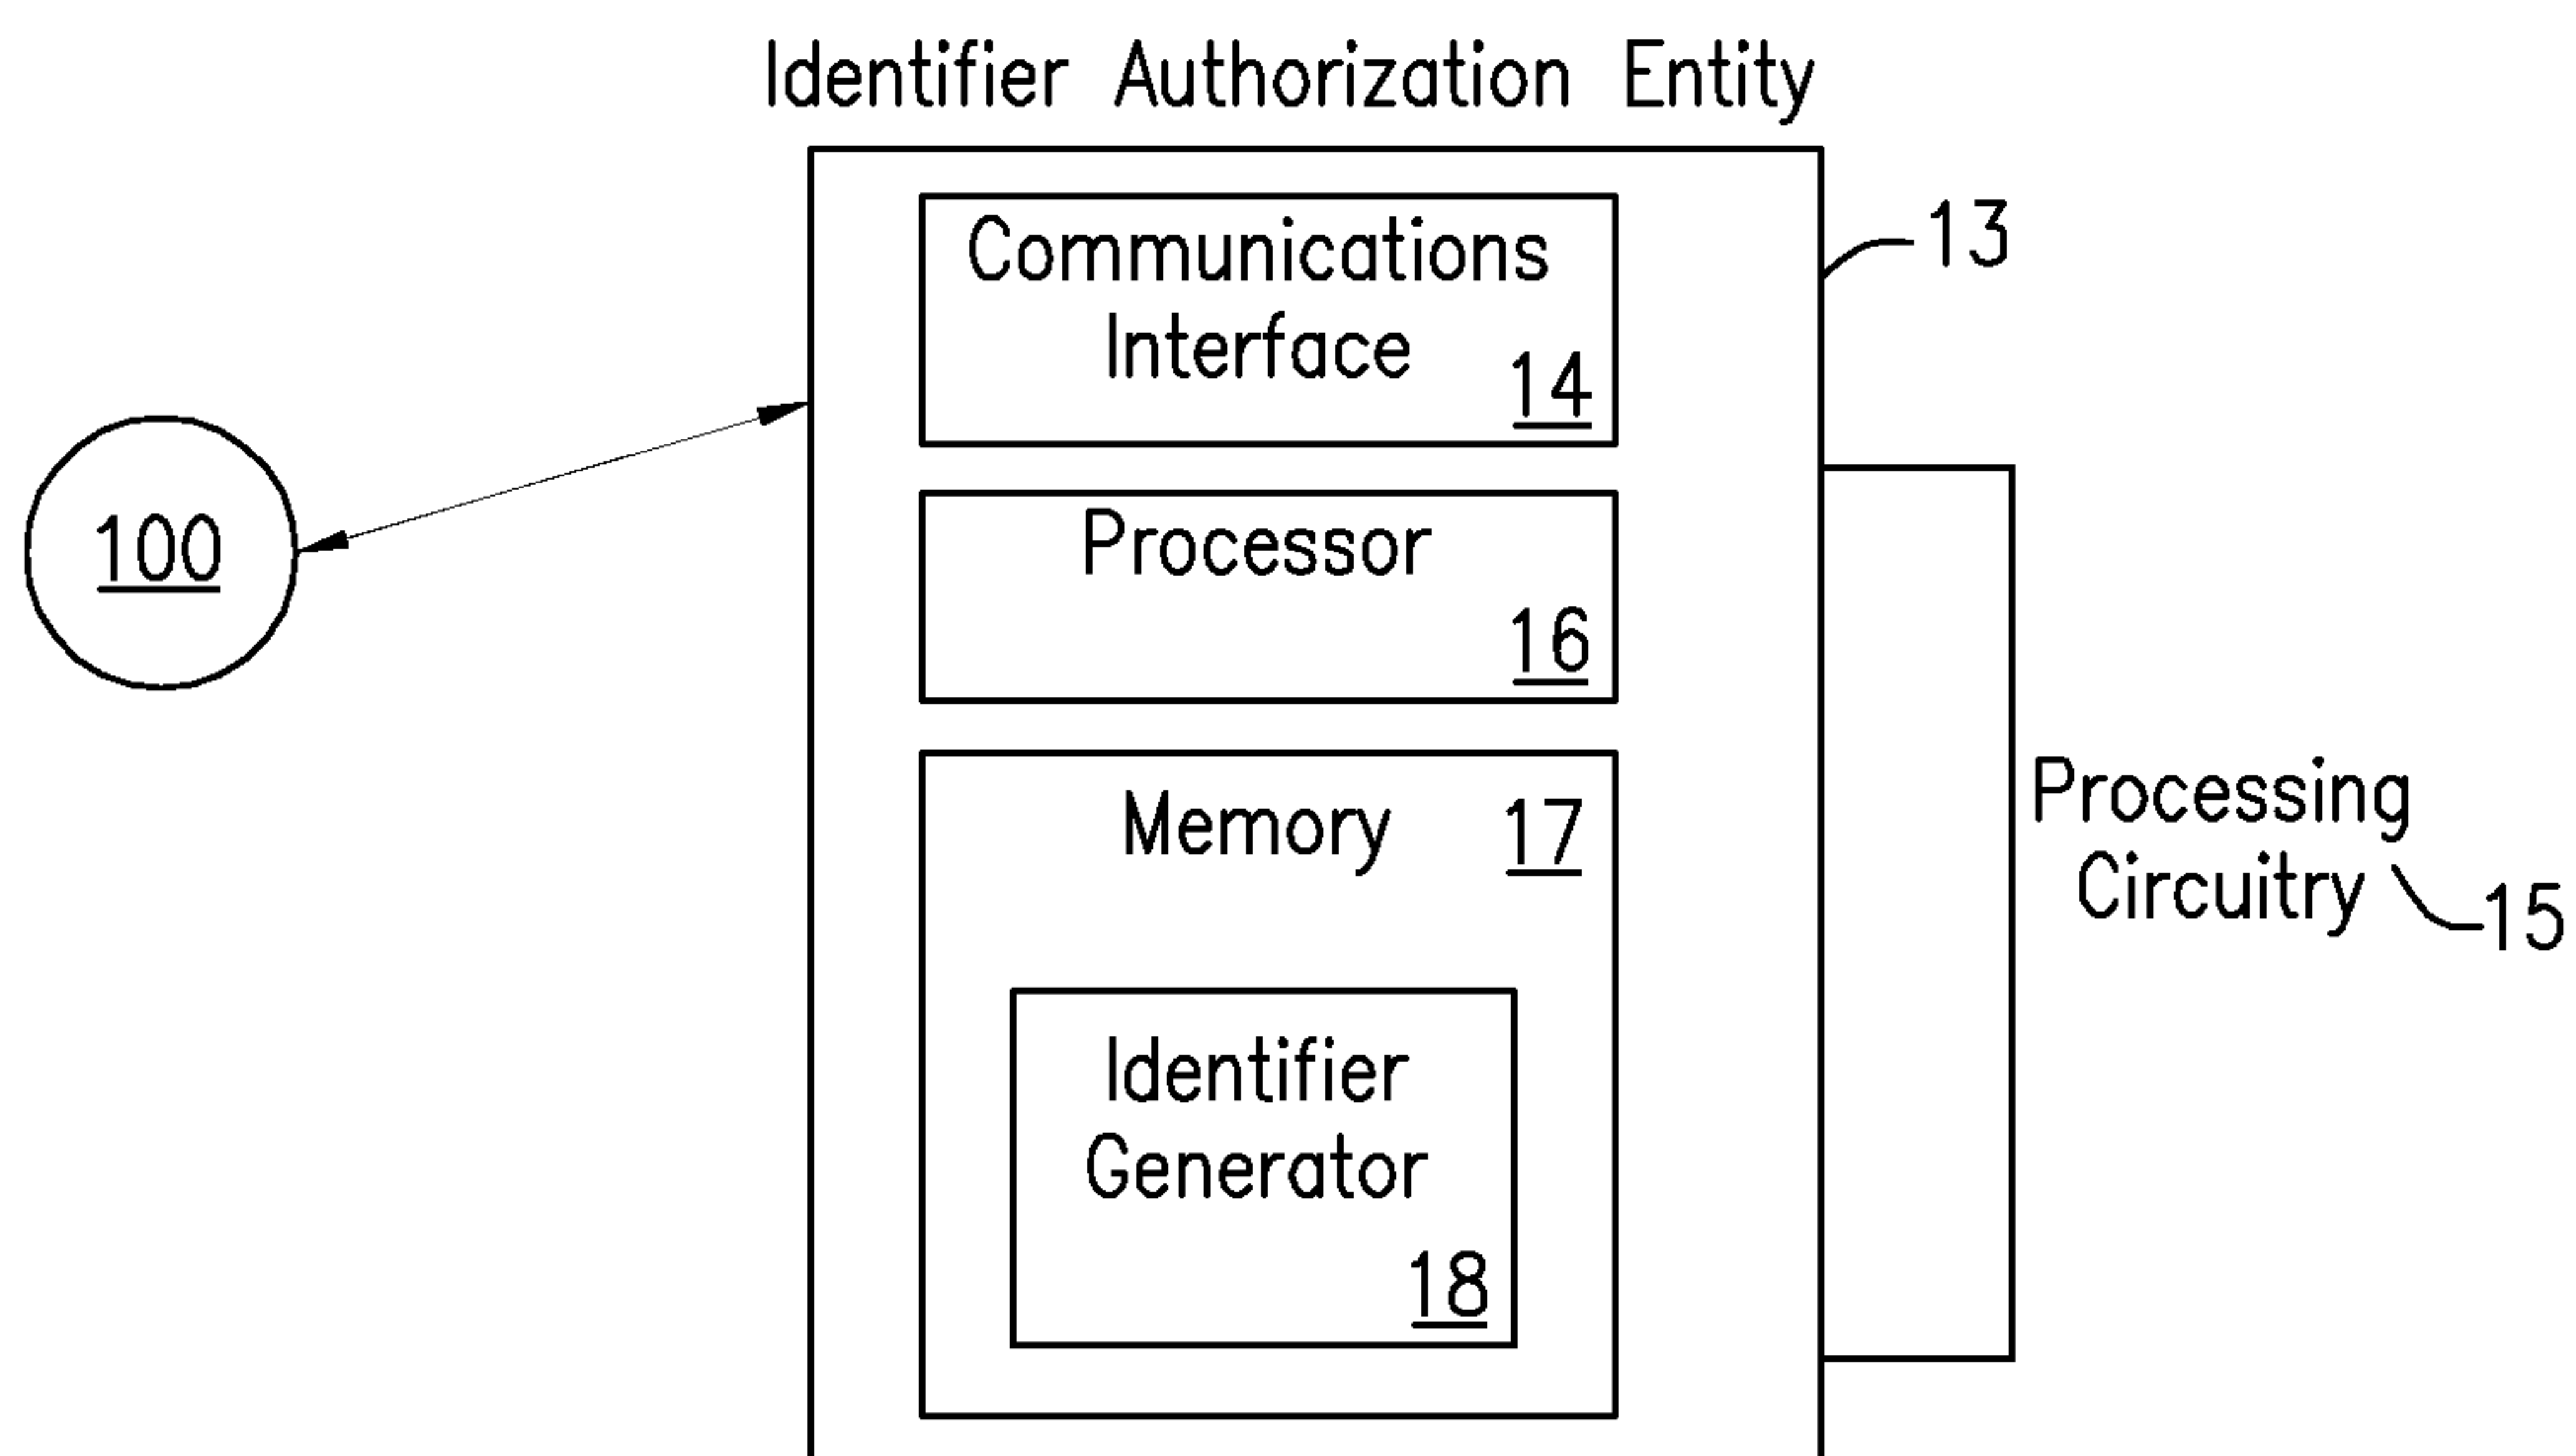 Identifier Authorization Entity
Communications
Interface
14
13
100
Processor
16
Memory 17
Processing
Circuitry 15
Identifier
Generator
18